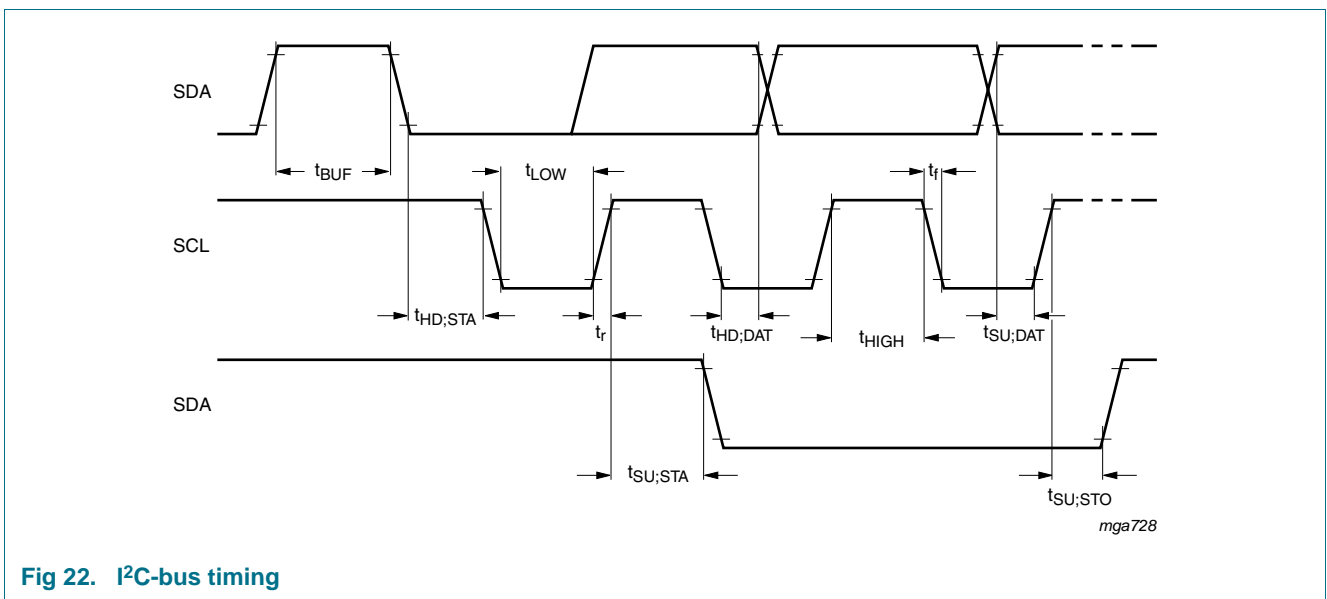 SDA
t_BUF t_LOW t_f
SCL
t_HD;STA t_r t_HD;DAT t_HIGH t_SU;DAT
SDA
t_SU;STA t_SU;STO
mga728
Fig 22. I²C-bus timing